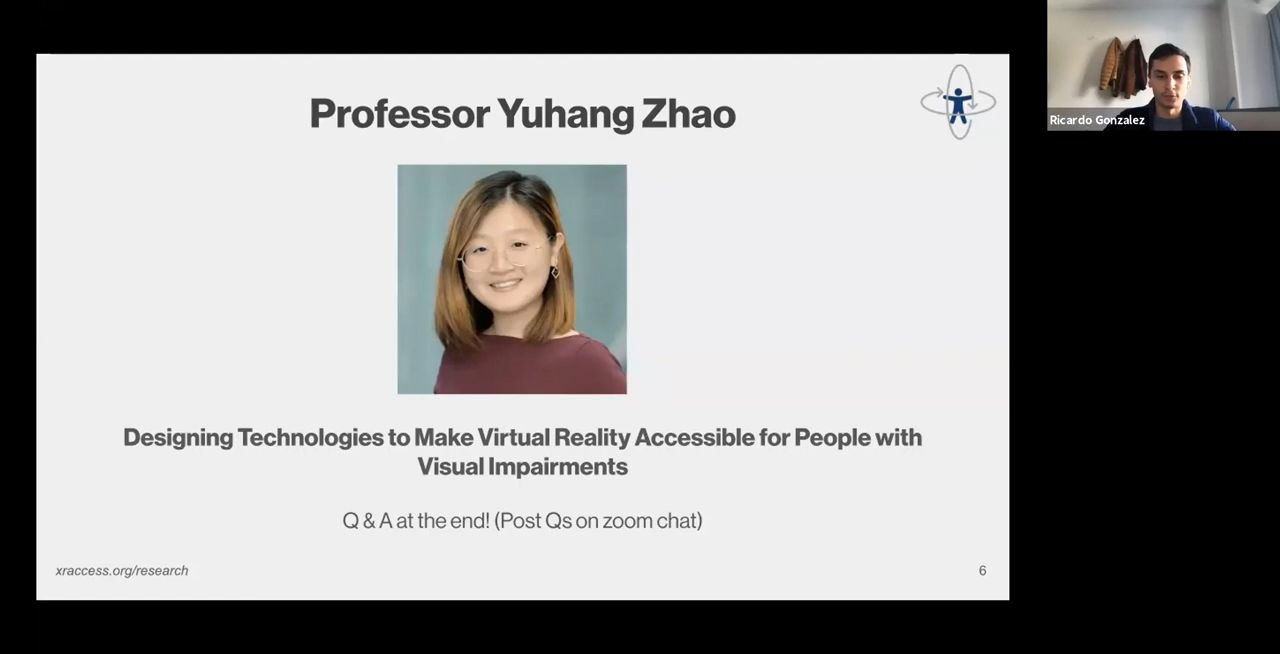 Professor Yuhang Zhao
Ricardo Gonzalez
Designing Technologies to Make Virtual Reality Accessible for People with
Visual Impairments
Q & A at the end! (Post Qs on zoom chat)
xraccess.org/research
6